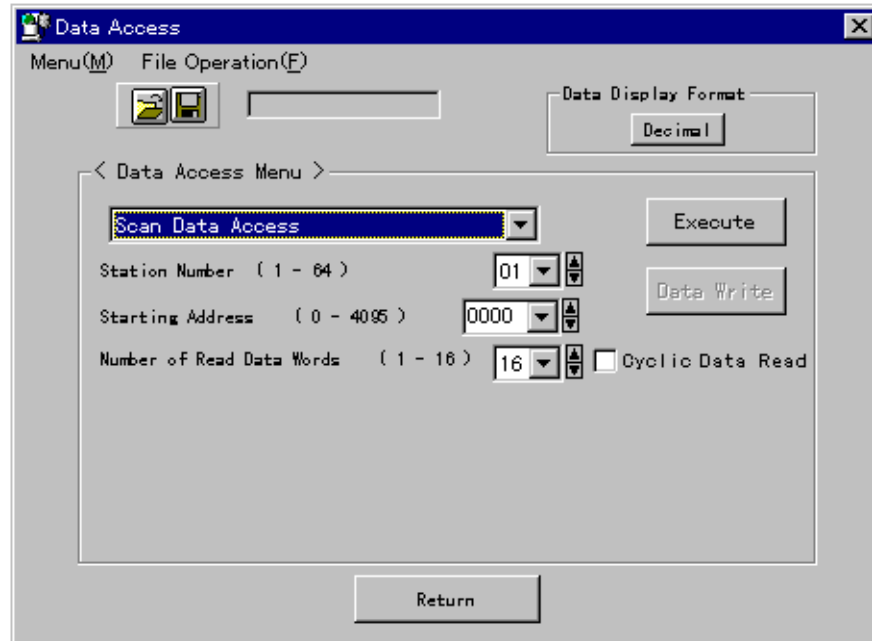 Data Access
Menu(M) File Operation(F)
Data Display Format
Decimal
< Data Access Menu >
Scan Data Access
Execute
Station Number ( 1 - 64 ) 01
Data Write
Starting Address ( 0 - 4095 ) 0000
Number of Read Data Words ( 1 - 16 ) 16 Cyclic Data Read
Return